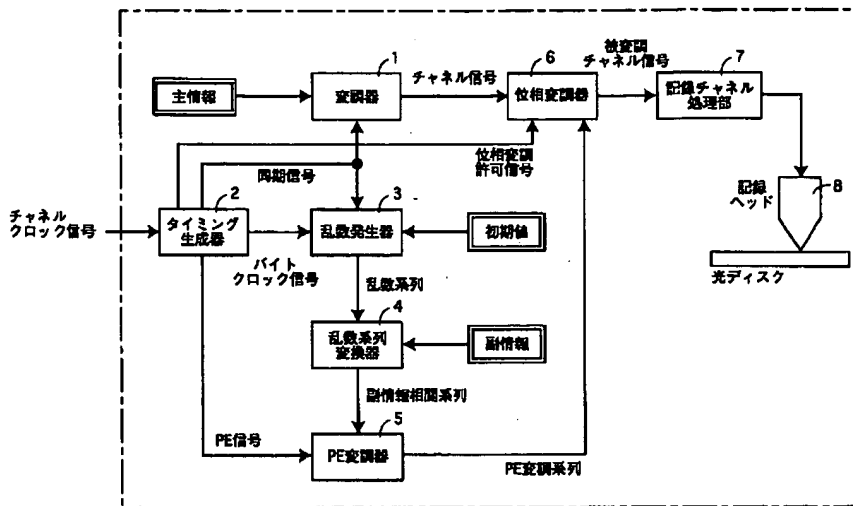 1
チャネル信号
6
被変調
チャネル信号
7
主情報
変調器
位相変調器
記録チャネル
処理部
同期信号
位相変調
許可信号
記録
ヘッド
8
チャネル
クロック信号
2
タイミング
生成器
バイト
クロック信号
3
乱数発生器
初期値
光ディスク
乱数系列
4
乱数系列
変換器
副情報
副情報相関系列
PE信号
5
PE変調器
PE変調系列